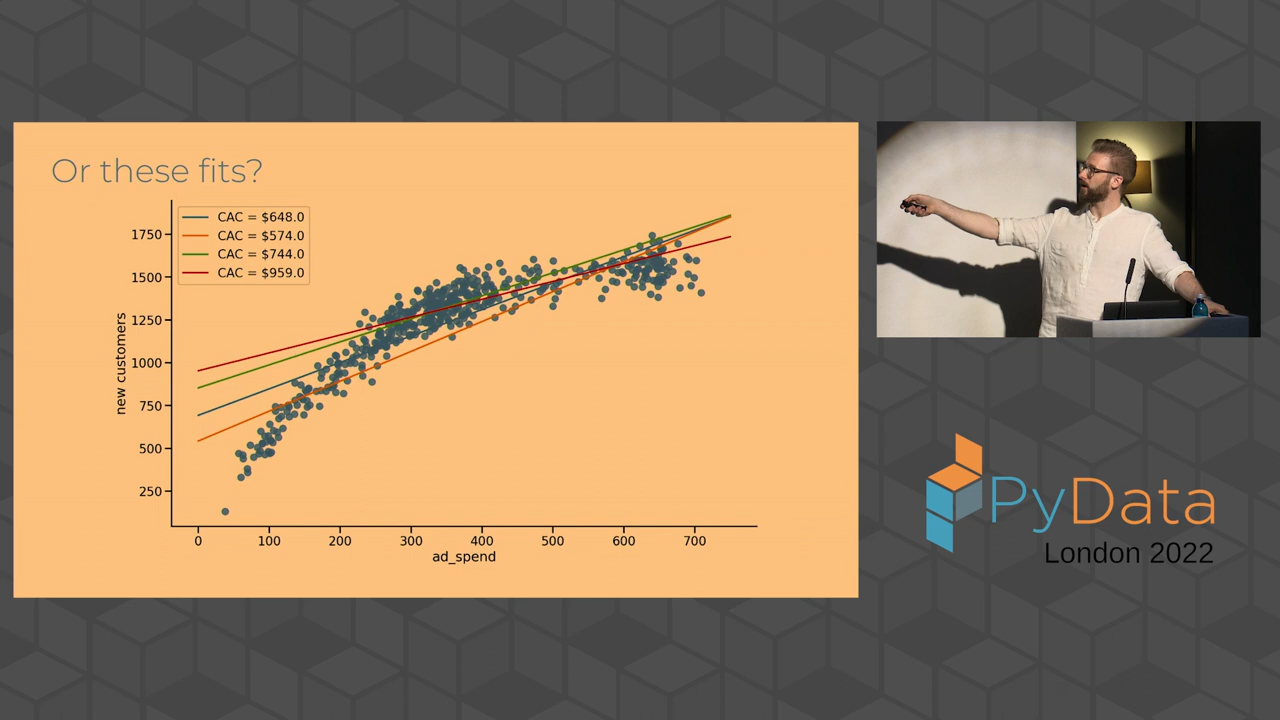 Or these fits?
CAC = $648.0
CAC = $574.0
CAC = $744.0
CAC = $959.0
1750
1500
1250
1000
750
500
250
new customers
0 100 200 300 400 500 600 700
ad_spend
PyData
London 2022